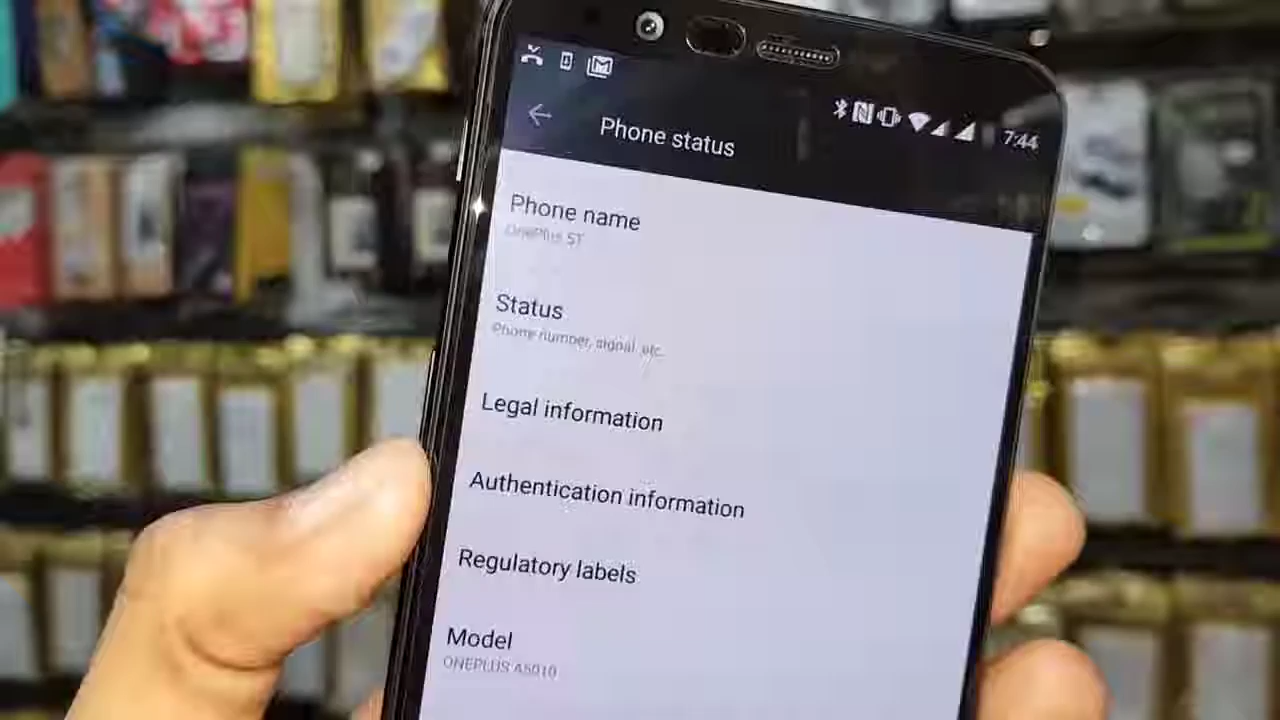 7:44
Phone status
Phone name
OnePlus 5T
Status
Phone number, signal, etc.
Legal information
Authentication information
Regulatory labels
Model
ONEPLUS A5010